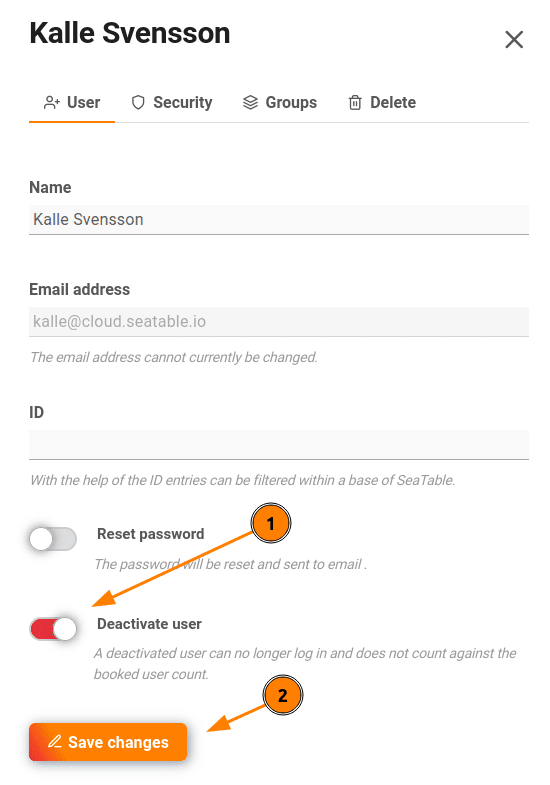 Kalle Svensson
User Security Groups Delete
Name
Kalle Svensson
Email address
kalle@cloud.seatable.io
The email address cannot currently be changed.
ID
With the help of the ID entries can be filtered within a base of SeaTable.
1
Reset password
The password will be reset and sent to email .
Deactivate user
A deactivated user can no longer log in and does not count against the
booked user count.
2
Save changes